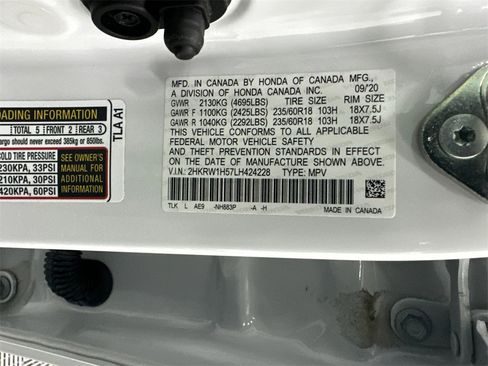 MFD. IN CANADA BY HONDA OF CANADA MFG.,
A DIVISION OF HONDA CANADA INC. 09/20
GVWR 2130KG (4695LBS) TIRE SIZE RIM SIZE
GAWR F 1100KG (2425LBS) 235/60R18 103H 18X7.5J
GAWR R 1040KG (2292LBS) 235/60R18 103H 18X7.5J
THIS VEHICLE CONFORMS TO ALL APPLICABLE
FEDERAL MOTOR VEHICLE SAFETY, BUMPER,
AND THEFT PREVENTION STANDARDS IN EFFECT
ON THE DATE OF MANUFACTURE SHOWN ABOVE.
V.I.N.: 2HKRW1H57LH424228 TYPE: MPV
TLK L AE9 -NH883P -A -H
MADE IN CANADA
LOADING INFORMATION
TOTAL 5 FRONT 2 REAR 3
cargo should never exceed 385kg or 850lbs.
TLA A1
COLD TIRE PRESSURE
230KPA, 33PSI
210KPA, 30PSI
420KPA, 60PSI
SEE OWNER'S
MANUAL FOR
ADDITIONAL
INFORMATION